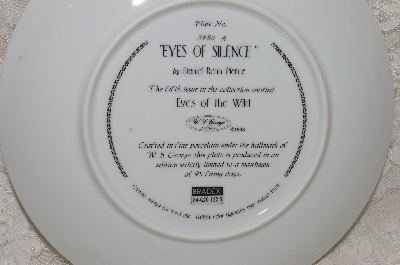 Plate No.
3980 A
"EYES OF SILENCE"
by Daniel Renn Pierce
The fifth issue in the collection entitled
Eyes of the Wild
W. S. George
Crafted in fine porcelain under the hallmark of
W. S. George, this plate is produced in an
edition strictly limited to a maximum
of 95 firing days.
BRADEX